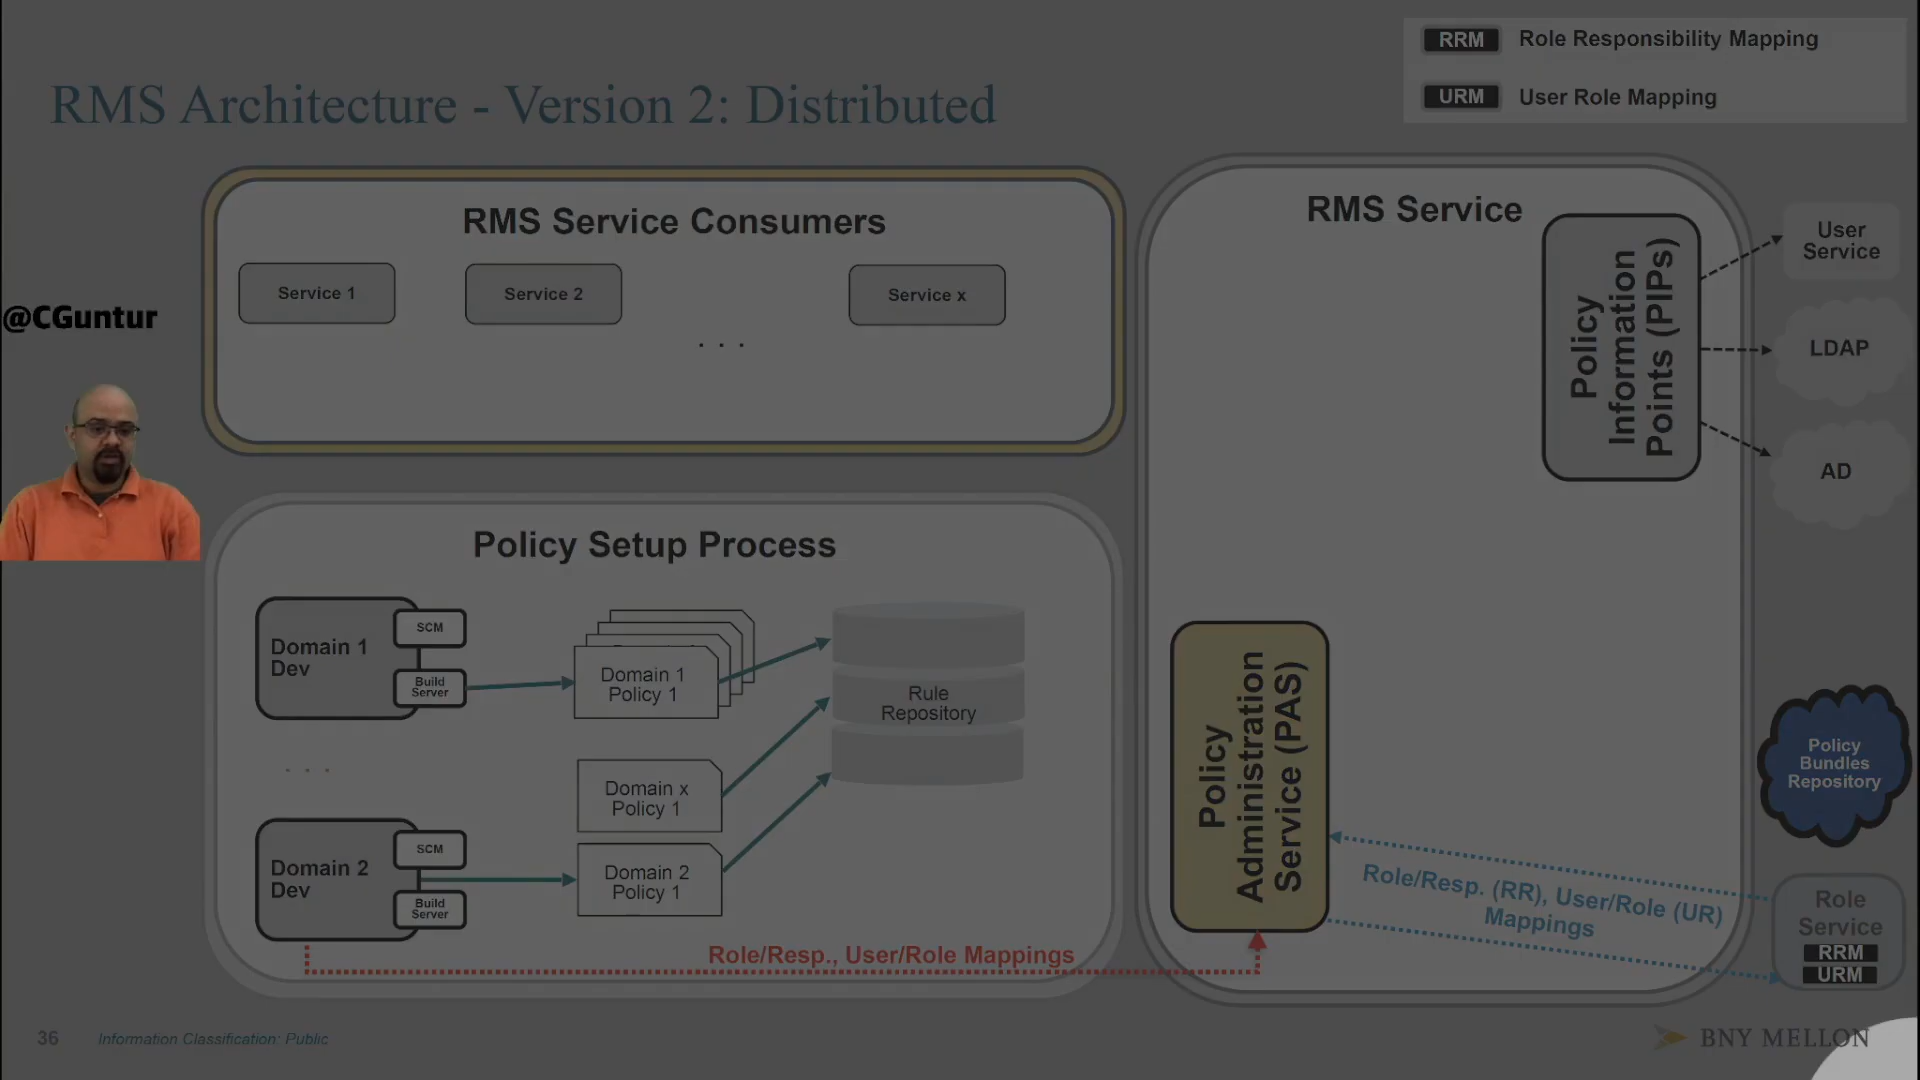 RRM Role Responsibility Mapping
URM User Role Mapping
RMS Architecture - Version 2: Distributed
RMS Service Consumers
Service 1
Service 2
Service x
. . .
@CGuntur
RMS Service
Policy
Information
Points (PIPs)
User
Service
LDAP
AD
Policy Setup Process
Domain 1
Dev
SCM
Build
Server
Domain 1
Policy 1
Rule
Repository
. . .
Domain x
Policy 1
Domain 2
Dev
SCM
Build
Server
Domain 2
Policy 1
Role/Resp., User/Role Mappings
Policy
Administration
Service (PAS)
Role/Resp. (RR), User/Role (UR)
Mappings
Policy
Bundles
Repository
Role
Service
RRM
URM
36
Information Classification: Public
BNY MELLON